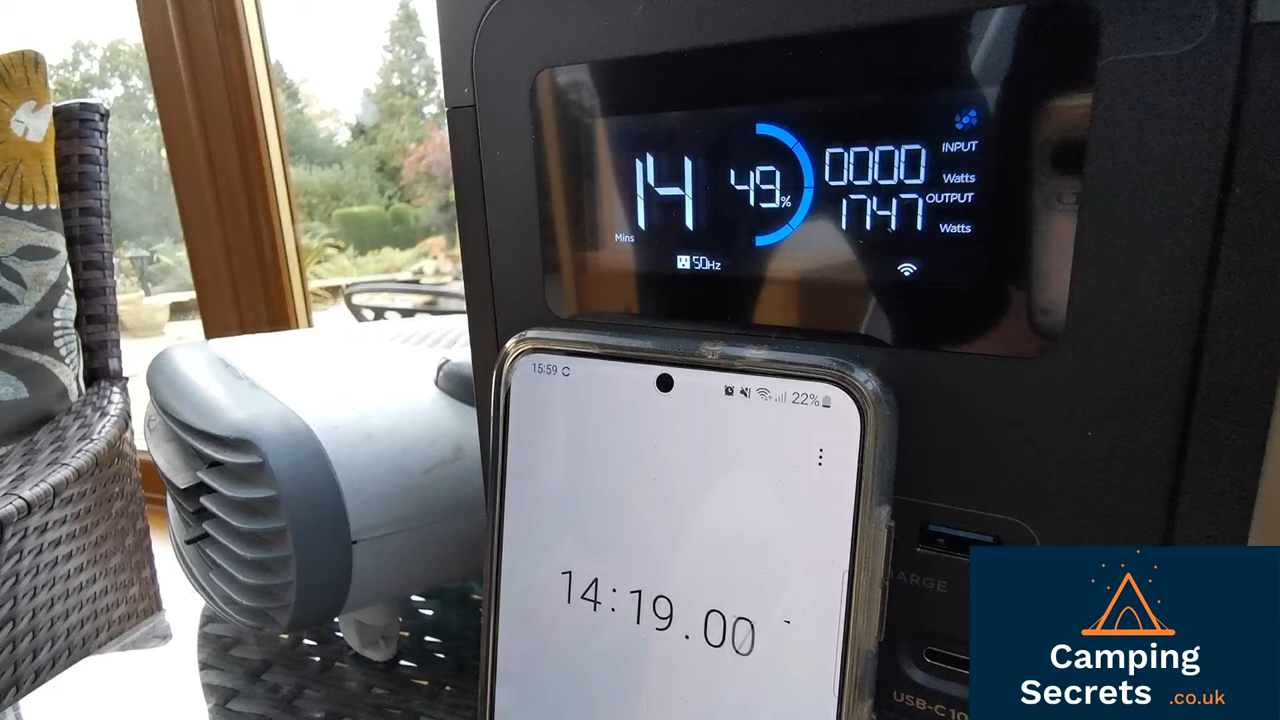 14
Mins
50Hz
49%
INPUT
0000
Watts
OUTPUT
1747
Watts
15:59
22%
14:19.00
USB-C 10
Camping
Secrets .co.uk